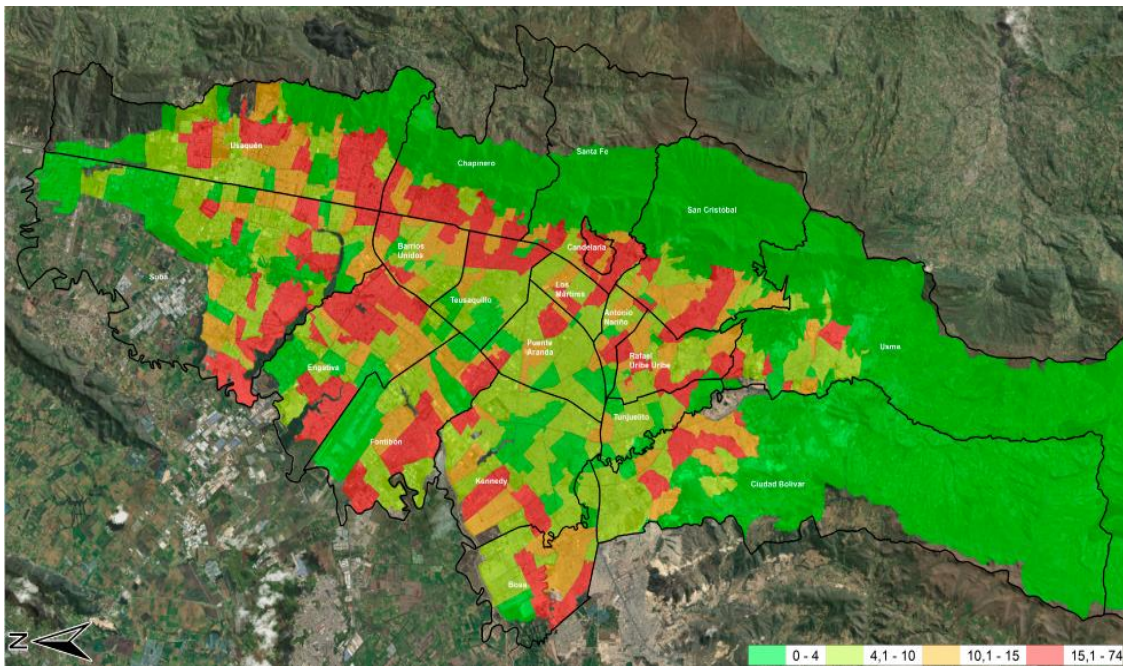 Usaquén
Chapinero
Santa Fe
San Cristóbal
Candelaria
Barrios
Unidos
Suba
Los
Mártires
Teusaquillo
Antonio
Nariño
Puente
Aranda
Usme
Rafael
Uribe Uribe
Engativa
Tunjuelito
Fontibón
Kennedy
Ciudad Bolívar
Bosa
N
0 - 4
4,1 - 10
10,1 - 15
15,1 - 74